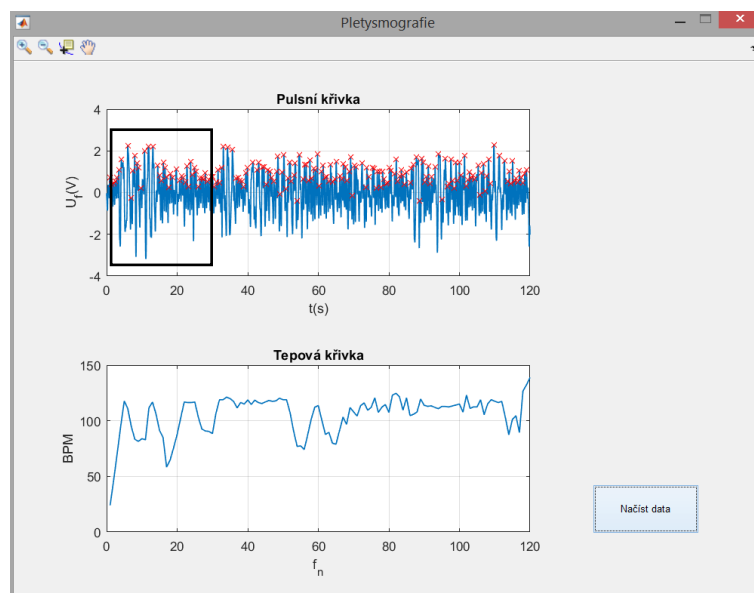 Pletysmografie
Pulsní křivka
4
2
0
-2
-4
U_f(V)
0 20 40 60 80 100 120
t(s)
Tepová křivka
150
100
50
0
BPM
0 20 40 60 80 100 120
f_n
Načíst data